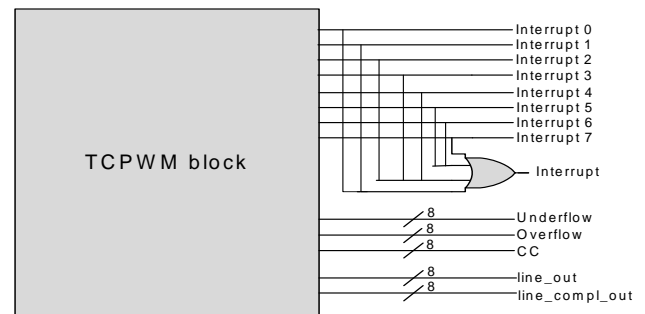 Interrupt 0
Interrupt 1
Interrupt 2
Interrupt 3
Interrupt 4
Interrupt 5
Interrupt 6
Interrupt 7
TCPWM block
Interrupt
8
Underflow
8
Overflow
8
CC
8
line_out
8
line_compl_out